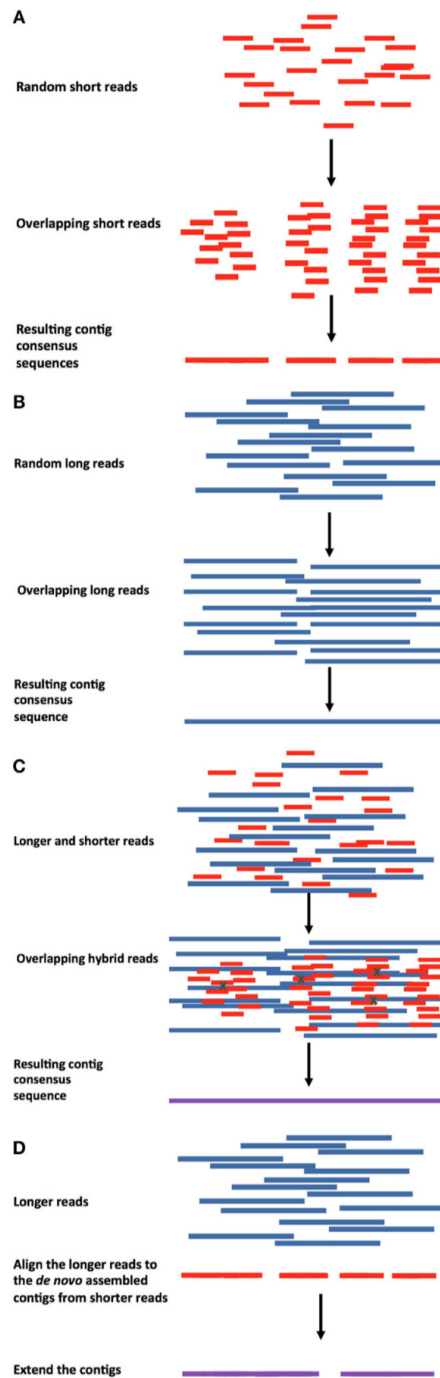 A
Random short reads
Overlapping short reads
Resulting contig
consensus
sequences
B
Random long reads
Overlapping long reads
Resulting contig
consensus
sequence
C
Longer and shorter reads
Overlapping hybrid reads
x
x
x
x
Resulting contig
consensus
sequence
D
Longer reads
Align the longer reads to
the de novo assembled
contigs from shorter reads
Extend the contigs